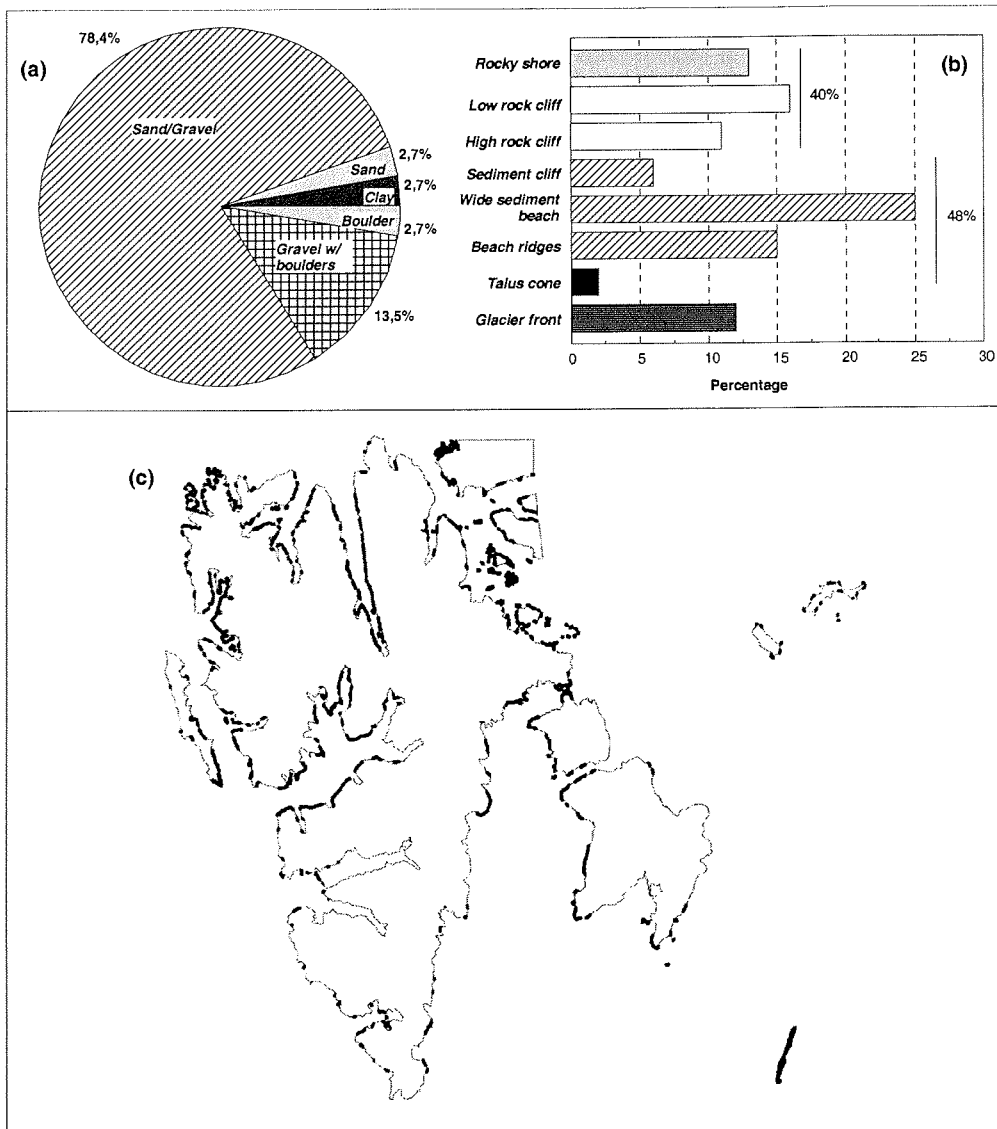 (a)
78,4%
Sand/Gravel
2,7%
Sand
2,7%
Clay
Boulder
2,7%
Gravel w/
boulders
13,5%
(b)
Rocky shore
Low rock cliff
High rock cliff
40%
Sediment cliff
Wide sediment
beach
Beach ridges
Talus cone
48%
Glacier front
0 5 10 15 20 25 30
Percentage
(c)